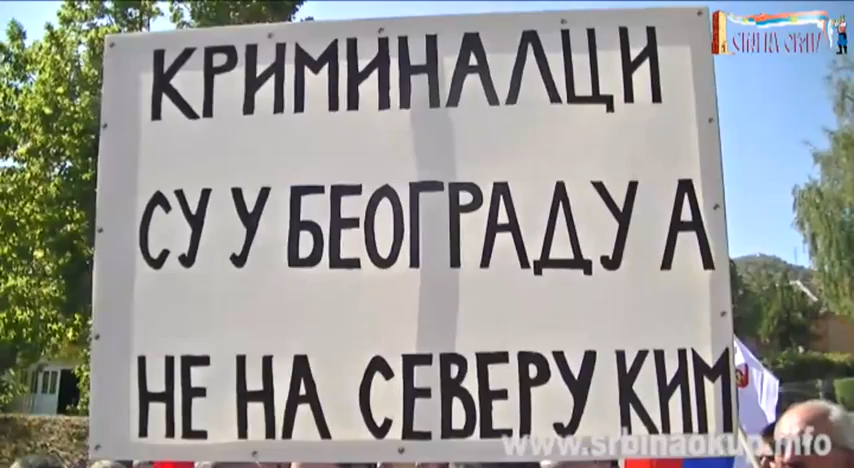 КРИМИНАЛЦИ
СУ У БЕОГРАДУ А
НЕ НА СЕВЕРУ КИМ
www.srbinaokup.info